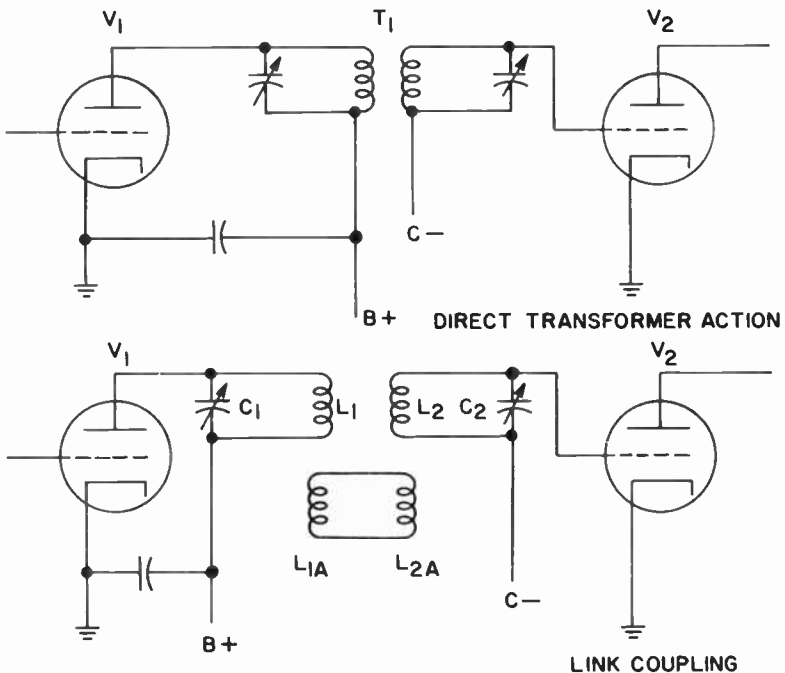 V1 T1 V2
C−
B+ DIRECT TRANSFORMER ACTION
V1 V2
C1 L1 L2 C2
L1A L2A
C−
B+
LINK COUPLING